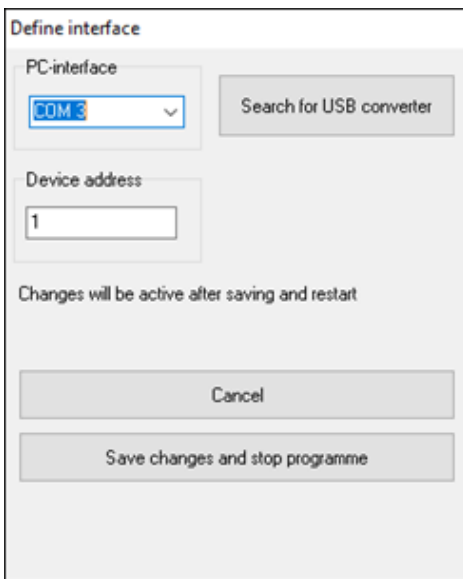 Define interface
PC-interface
COM 3
Search for USB converter
Device address
1
Changes will be active after saving and restart
Cancel
Save changes and stop programme